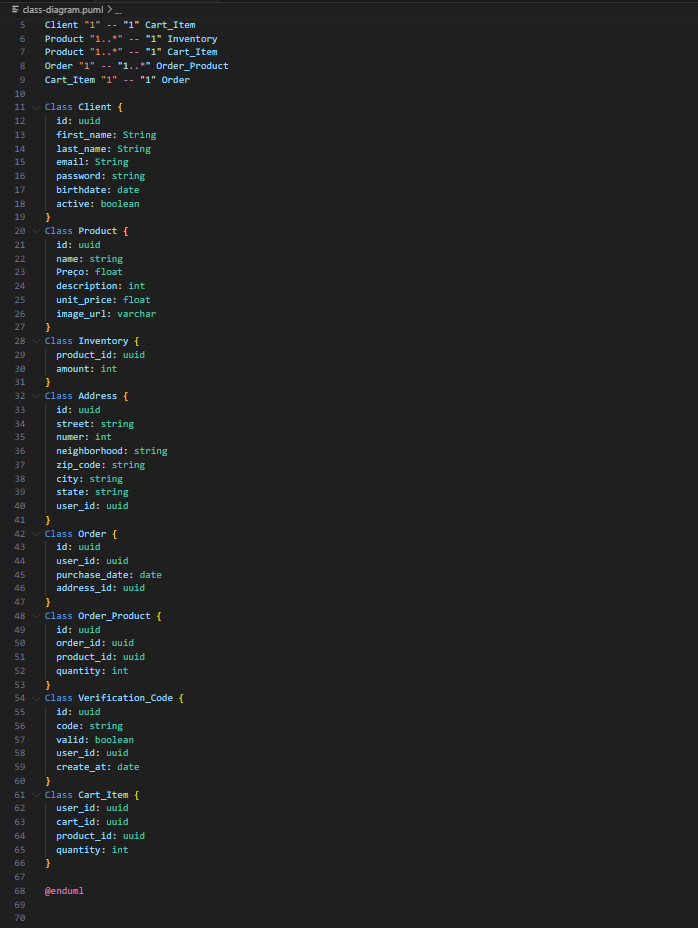 class-diagram.puml > ...
5 Client "1" -- "1" Cart_Item
6 Product "1..*" -- "1" Inventory
7 Product "1..*" -- "1" Cart_Item
8 Order "1" -- "1..*" Order_Product
9 Cart_Item "1" -- "1" Order
10
11 Class Client {
12 id: uuid
13 first_name: String
14 last_name: String
15 email: String
16 password: string
17 birthdate: date
18 active: boolean
19 }
20 Class Product {
21 id: uuid
22 name: string
23 Preço: float
24 description: int
25 unit_price: float
26 image_url: varchar
27 }
28 Class Inventory {
29 product_id: uuid
30 amount: int
31 }
32 Class Address {
33 id: uuid
34 street: string
35 numer: int
36 neighborhood: string
37 zip_code: string
38 city: string
39 state: string
40 user_id: uuid
41 }
42 Class Order {
43 id: uuid
44 user_id: uuid
45 purchase_date: date
46 address_id: uuid
47 }
48 Class Order_Product {
49 id: uuid
50 order_id: uuid
51 product_id: uuid
52 quantity: int
53 }
54 Class Verification_Code {
55 id: uuid
56 code: string
57 valid: boolean
58 user_id: uuid
59 create_at: date
60 }
61 Class Cart_Item {
62 user_id: uuid
63 cart_id: uuid
64 product_id: uuid
65 quantity: int
66 }
67
68 @enduml
69
70